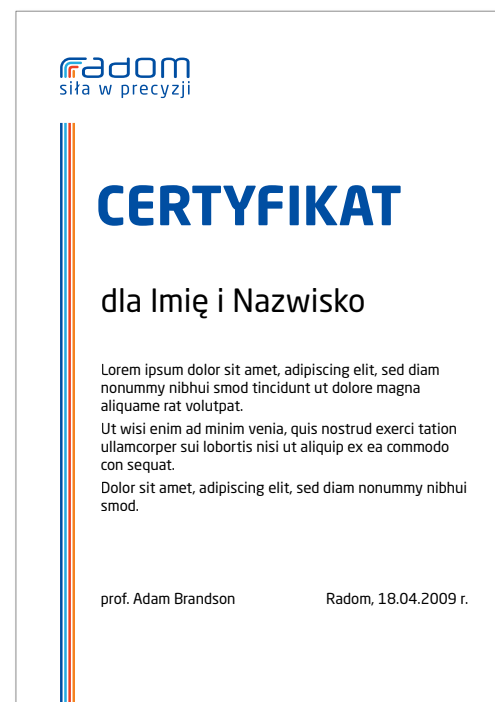 radom
siła w precyzji
CERTYFIKAT
dla Imię i Nazwisko
Lorem ipsum dolor sit amet, adipiscing elit, sed diam
nonummy nibhui smod tincidunt ut dolore magna
aliquame rat volutpat.
Ut wisi enim ad minim venia, quis nostrud exerci tation
ullamcorper sui lobortis nisi ut aliquip ex ea commodo
con sequat.
Dolor sit amet, adipiscing elit, sed diam nonummy nibhui
smod.
prof. Adam Brandson Radom, 18.04.2009 r.